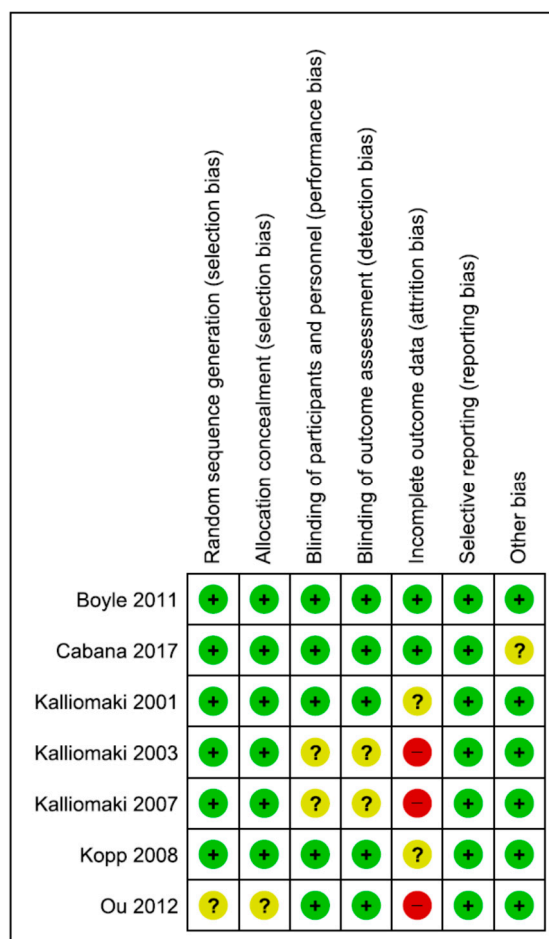 Random sequence generation (selection bias)
Allocation concealment (selection bias)
Blinding of participants and personnel (performance bias)
Blinding of outcome assessment (detection bias)
Incomplete outcome data (attrition bias)
Selective reporting (reporting bias)
Other bias
Boyle 2011 + + + + + + +
Cabana 2017 + + + + + + ?
Kalliomaki 2001 + + + + ? + +
Kalliomaki 2003 + + ? ? – + +
Kalliomaki 2007 + + ? ? – + +
Kopp 2008 + + + + ? + +
Ou 2012 ? ? + + – + +